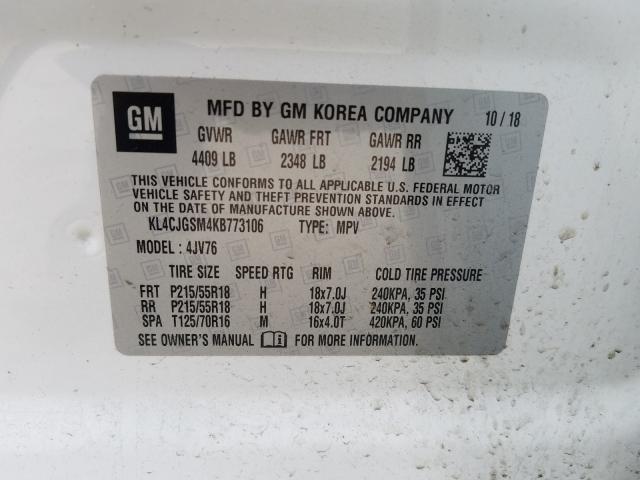 GM MFD BY GM KOREA COMPANY 10/18
GVWR GAWR FRT GAWR RR
4409 LB 2348 LB 2194 LB
THIS VEHICLE CONFORMS TO ALL APPLICABLE U.S. FEDERAL MOTOR
VEHICLE SAFETY AND THEFT PREVENTION STANDARDS IN EFFECT ON
THE DATE OF MANUFACTURE SHOWN ABOVE.
KL4CJGSM4KB773106 TYPE: MPV
MODEL: 4JV76
TIRE SIZE SPEED RTG RIM COLD TIRE PRESSURE
FRT P215/55R18 H 18x7.0J 240KPA, 35 PSI
RR P215/55R18 H 18x7.0J 240KPA, 35 PSI
SPA T125/70R16 M 16x4.0T 420KPA, 60 PSI
SEE OWNER'S MANUAL FOR MORE INFORMATION.